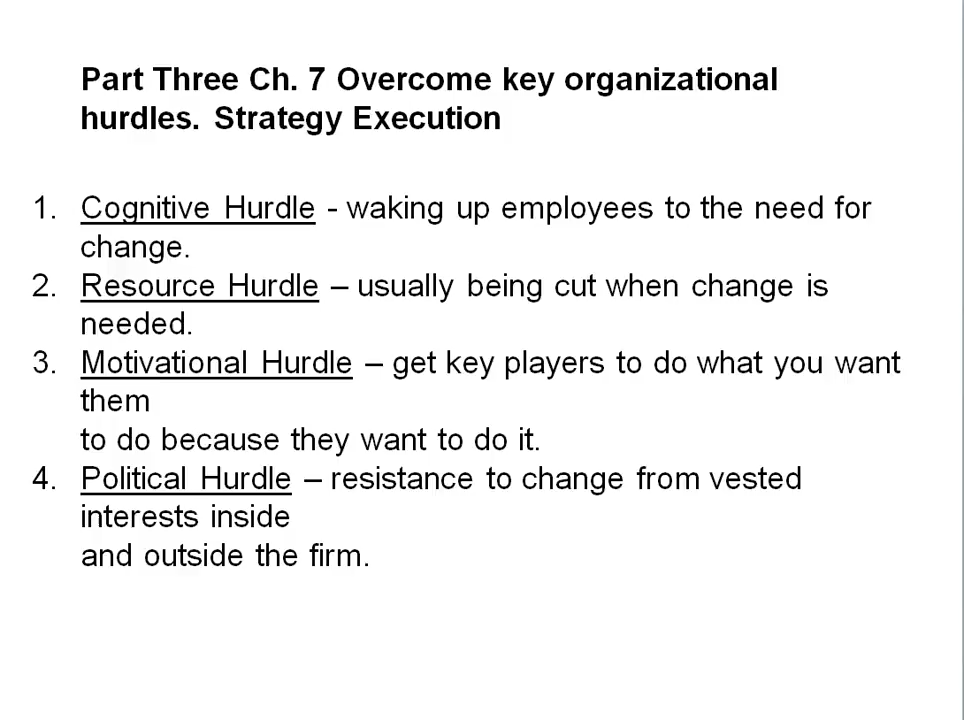 Part Three Ch. 7 Overcome key organizational
hurdles. Strategy Execution
1. Cognitive Hurdle - waking up employees to the need for
change.
2. Resource Hurdle – usually being cut when change is
needed.
3. Motivational Hurdle – get key players to do what you want
them
to do because they want to do it.
4. Political Hurdle – resistance to change from vested
interests inside
and outside the firm.